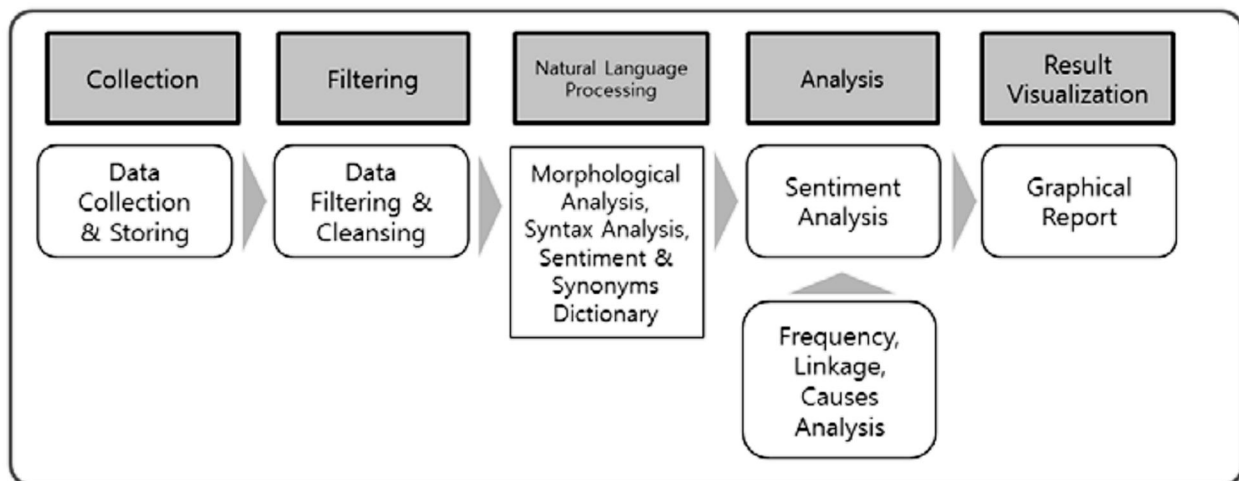 Collection
Filtering
Natural Language
Processing
Analysis
Result
Visualization
Data
Collection
& Storing
Data
Filtering &
Cleansing
Morphological
Analysis,
Syntax Analysis,
Sentiment &
Synonyms
Dictionary
Sentiment
Analysis
Graphical
Report
Frequency,
Linkage,
Causes
Analysis